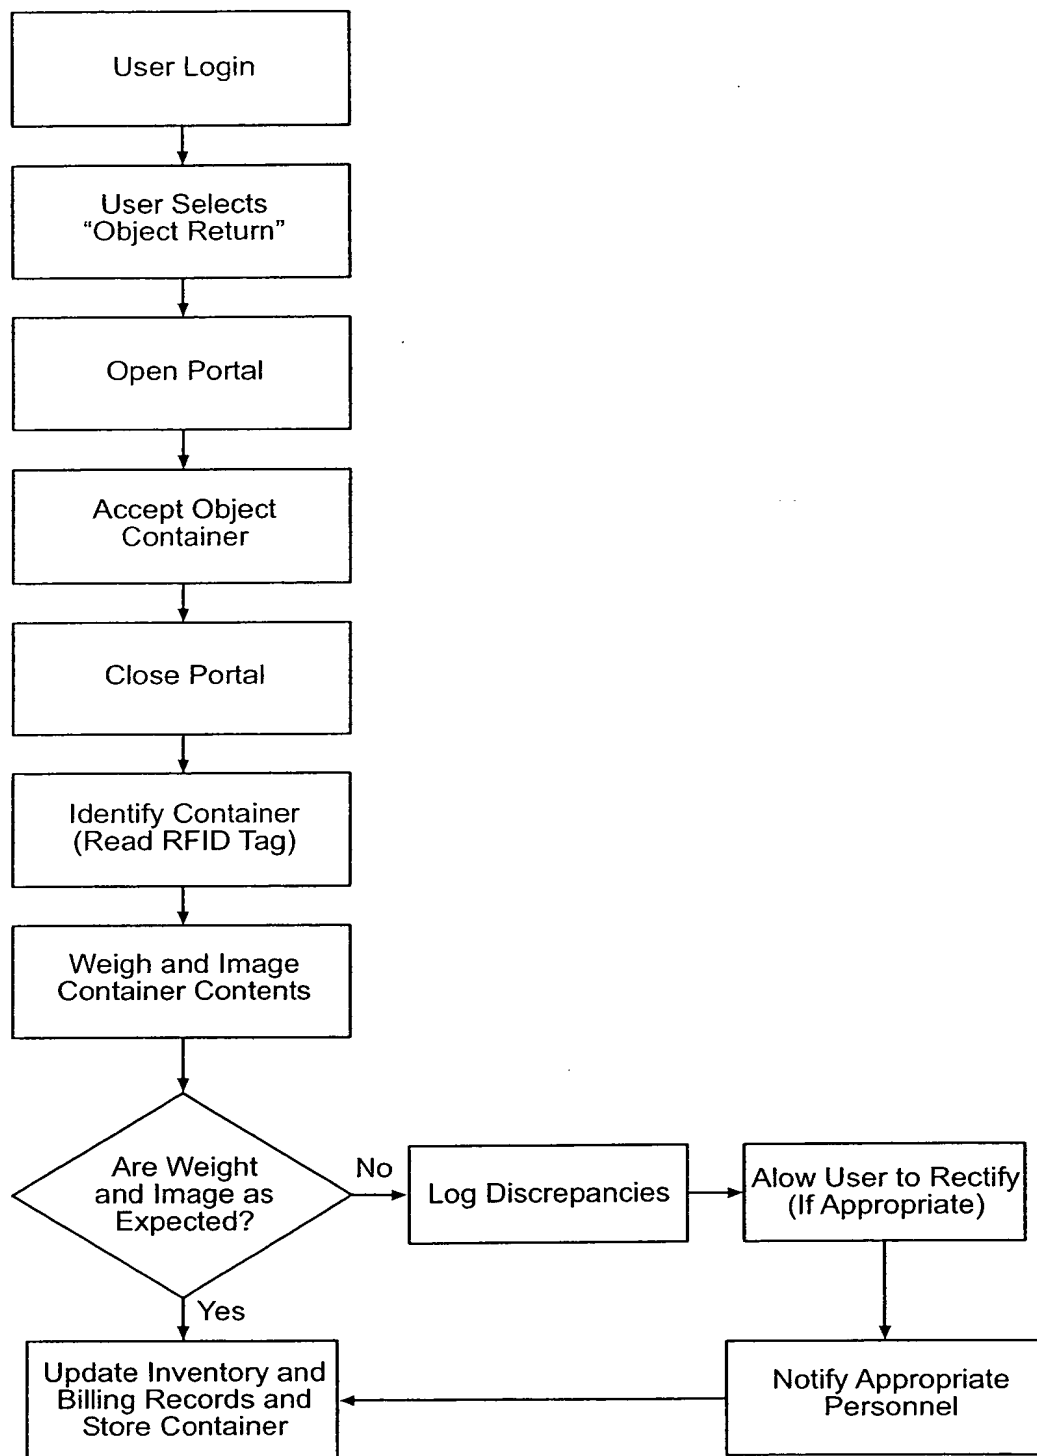 User Login
User Selects
“Object Return”
Open Portal
Accept Object
Container
Close Portal
Identify Container
(Read RFID Tag)
Weigh and Image
Container Contents
Are Weight
and Image as
Expected?
No
Log Discrepancies
Alow User to Rectify
(If Appropriate)
Yes
Update Inventory and
Billing Records and
Store Container
Notify Appropriate
Personnel